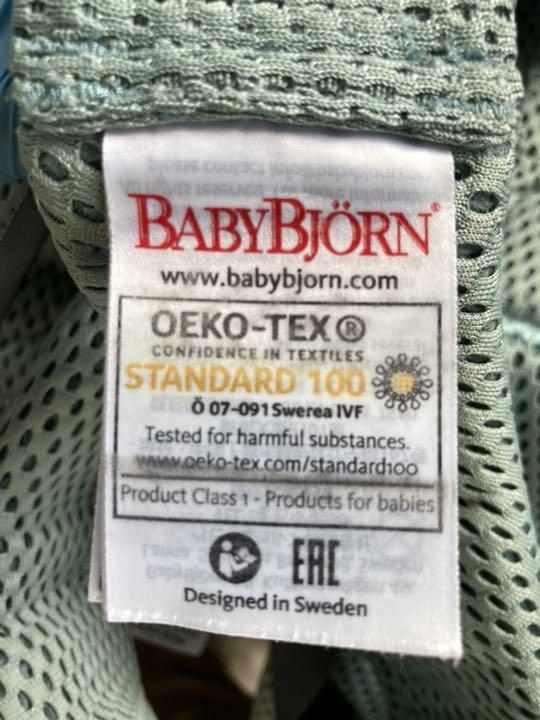 BABYBJÖRN®
www.babybjorn.com
OEKO-TEX®
CONFIDENCE IN TEXTILES
STANDARD 100
Ö 07-091 Swerea IVF
Tested for harmful substances.
www.oeko-tex.com/standard100
Product Class 1 - Products for babies
EAC
Designed in Sweden